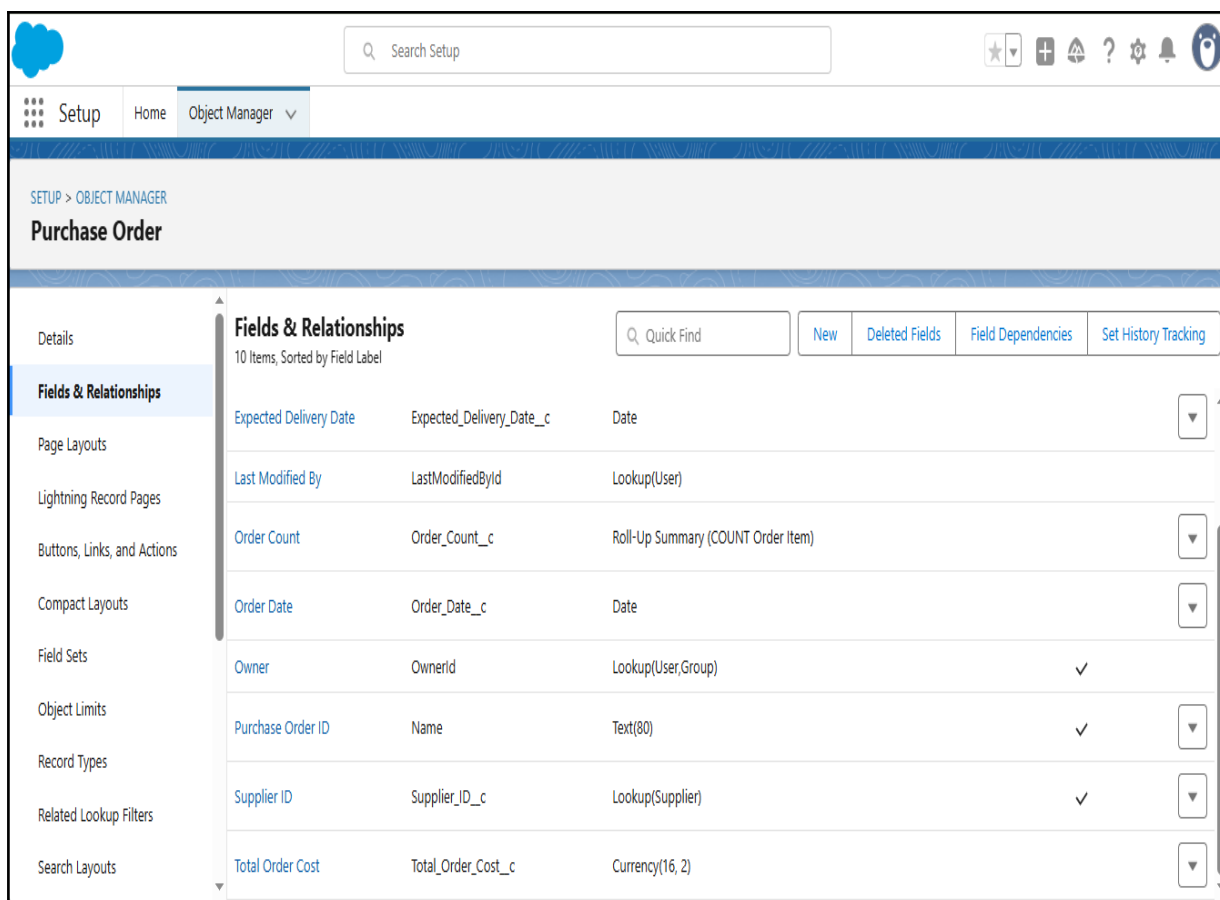 Search Setup
Setup
Home
Object Manager
SETUP > OBJECT MANAGER
Purchase Order
Details
Fields & Relationships
Page Layouts
Lightning Record Pages
Buttons, Links, and Actions
Compact Layouts
Field Sets
Object Limits
Record Types
Related Lookup Filters
Search Layouts
Fields & Relationships
10 Items, Sorted by Field Label
Quick Find
New
Deleted Fields
Field Dependencies
Set History Tracking
Expected Delivery Date Expected_Delivery_Date__c Date
Last Modified By LastModifiedById Lookup(User)
Order Count Order_Count__c Roll-Up Summary (COUNT Order Item)
Order Date Order_Date__c Date
Owner OwnerId Lookup(User,Group)
Purchase Order ID Name Text(80)
Supplier ID Supplier_ID__c Lookup(Supplier)
Total Order Cost Total_Order_Cost__c Currency(16, 2)